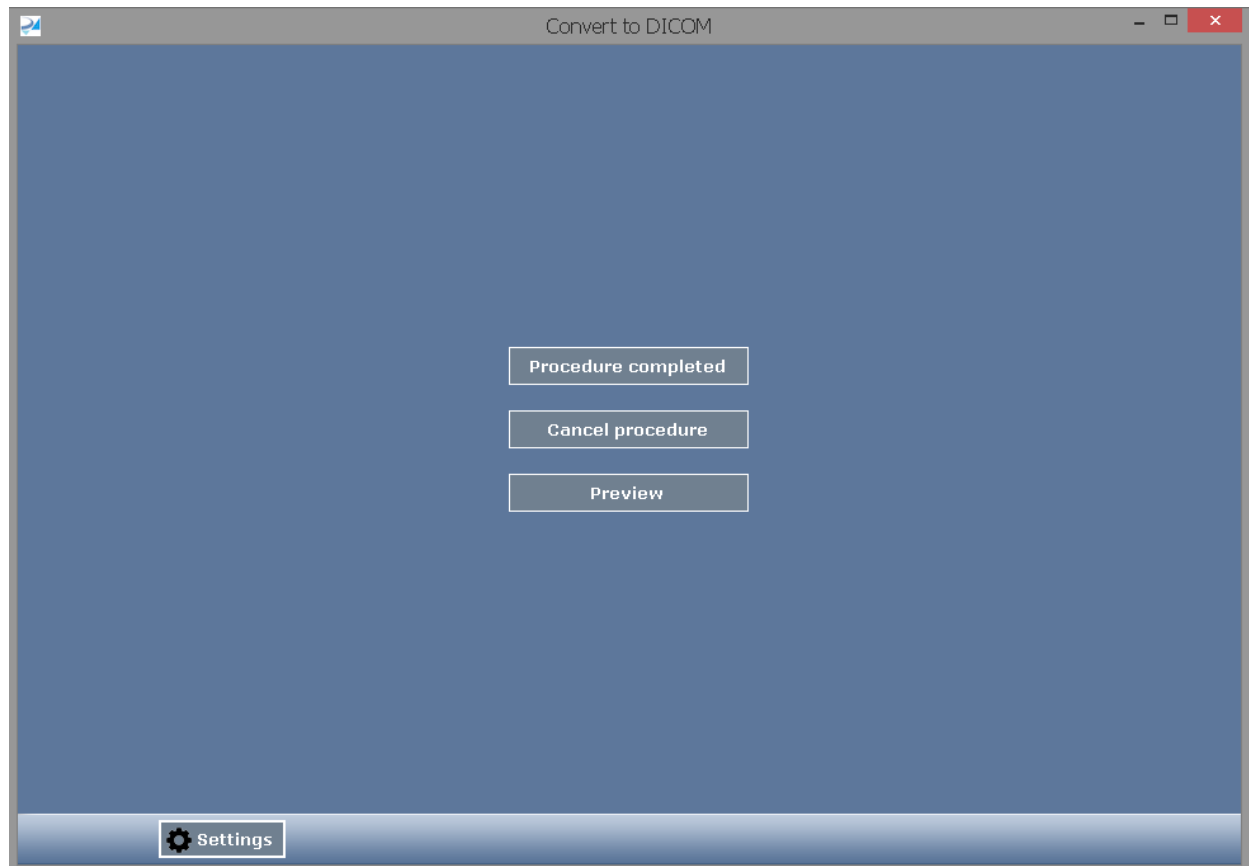 Convert to DICOM
Procedure completed
Cancel procedure
Preview
Settings